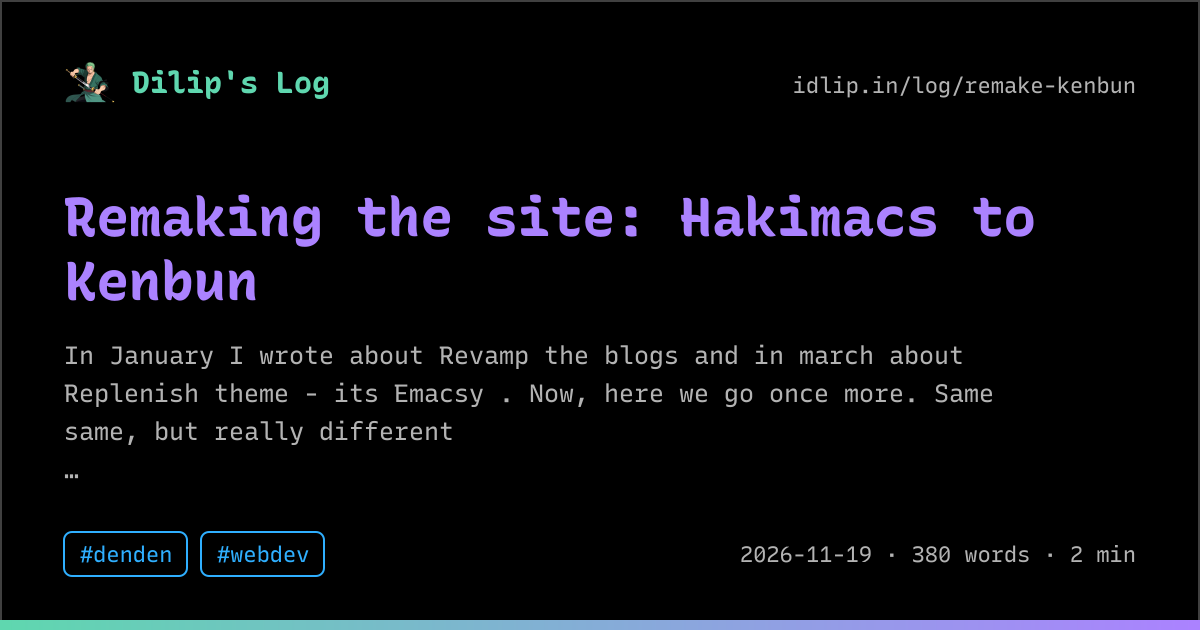 Dilip's Log
idlip.in/log/remake-kenbun
Remaking the site: Hakimacs to
Kenbun
In January I wrote about Revamp the blogs and in march about
Replenish theme - its Emacsy . Now, here we go once more. Same
same, but really different
…
#denden #webdev
2026-11-19 · 380 words · 2 min